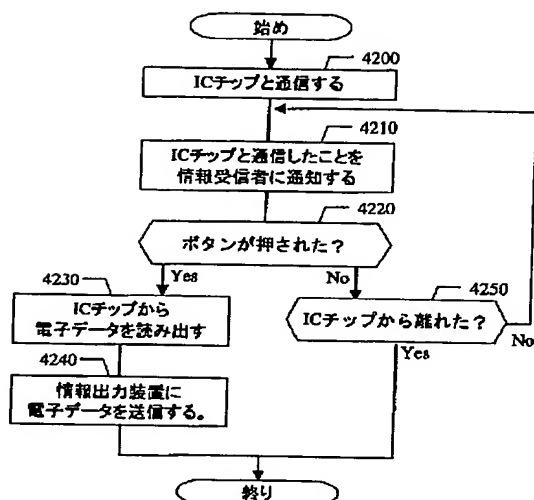 始め
4200
ICチップと通信する
4210
ICチップと通信したことを
情報受信者に通知する
4220
ボタンが押された？
Yes
No
4230
ICチップから
電子データを読み出す
4250
ICチップから離れた？
No
Yes
4240
情報出力装置に
電子データを送信する。
終り